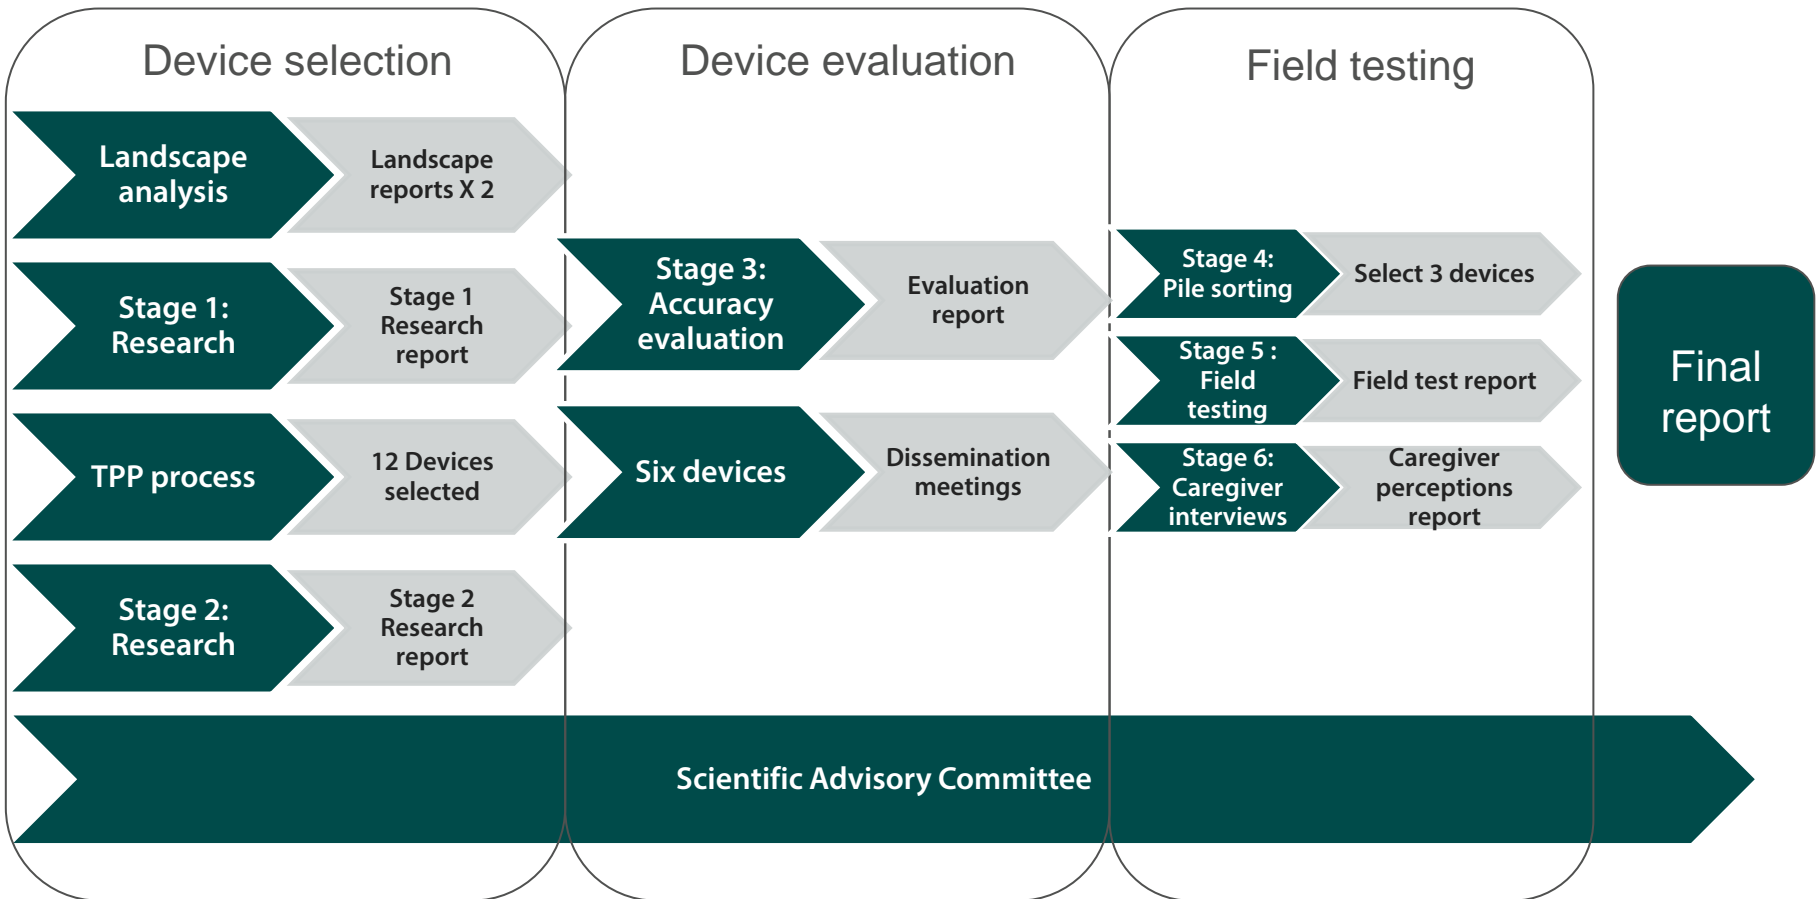 Device selection
Landscape
analysis
Landscape
reports X 2
Stage 1:
Research
Stage 1
Research
report
TPP process
12 Devices
selected
Stage 2:
Research
Stage 2
Research
report
Device evaluation
Stage 3:
Accuracy
evaluation
Evaluation
report
Six devices
Dissemination
meetings
Field testing
Stage 4:
Pile sorting
Select 3 devices
Stage 5 :
Field
testing
Field test report
Stage 6:
Caregiver
interviews
Caregiver
perceptions
report
Final
report
Scientific Advisory Committee